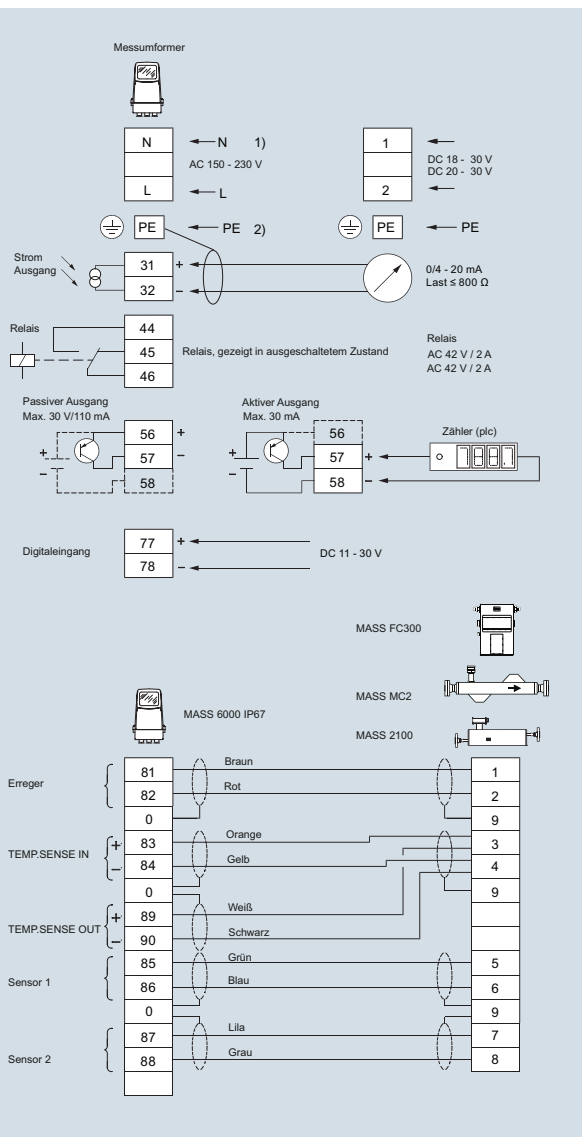 Messumformer
N
N 1)
AC 150 - 230 V
L
L
PE
PE 2)
1
DC 18 - 30 V
DC 20 - 30 V
2
PE
PE
Strom
Ausgang
31
+
32
–
0/4 - 20 mA
Last ≤ 800 Ω
Relais
44
45
46
Relais, gezeigt in ausgeschaltetem Zustand
Relais
AC 42 V / 2 A
AC 42 V / 2 A
Passiver Ausgang
Max. 30 V/110 mA
+
–
56
+
57
–
58
Aktiver Ausgang
Max. 30 mA
+
–
56
57
+
58
–
Zähler (plc)
Digitaleingang
77
+
78
–
DC 11 - 30 V
MASS FC300
MASS MC2
MASS 2100
MASS 6000 IP67
Erreger
81
Braun
1
82
Rot
2
0
9
TEMP.SENSE IN
+
83
Orange
3
–
84
Gelb
4
0
9
TEMP.SENSE OUT
+
89
Weiß
–
90
Schwarz
Sensor 1
85
Grün
5
86
Blau
6
0
9
Sensor 2
87
Lila
7
88
Grau
8